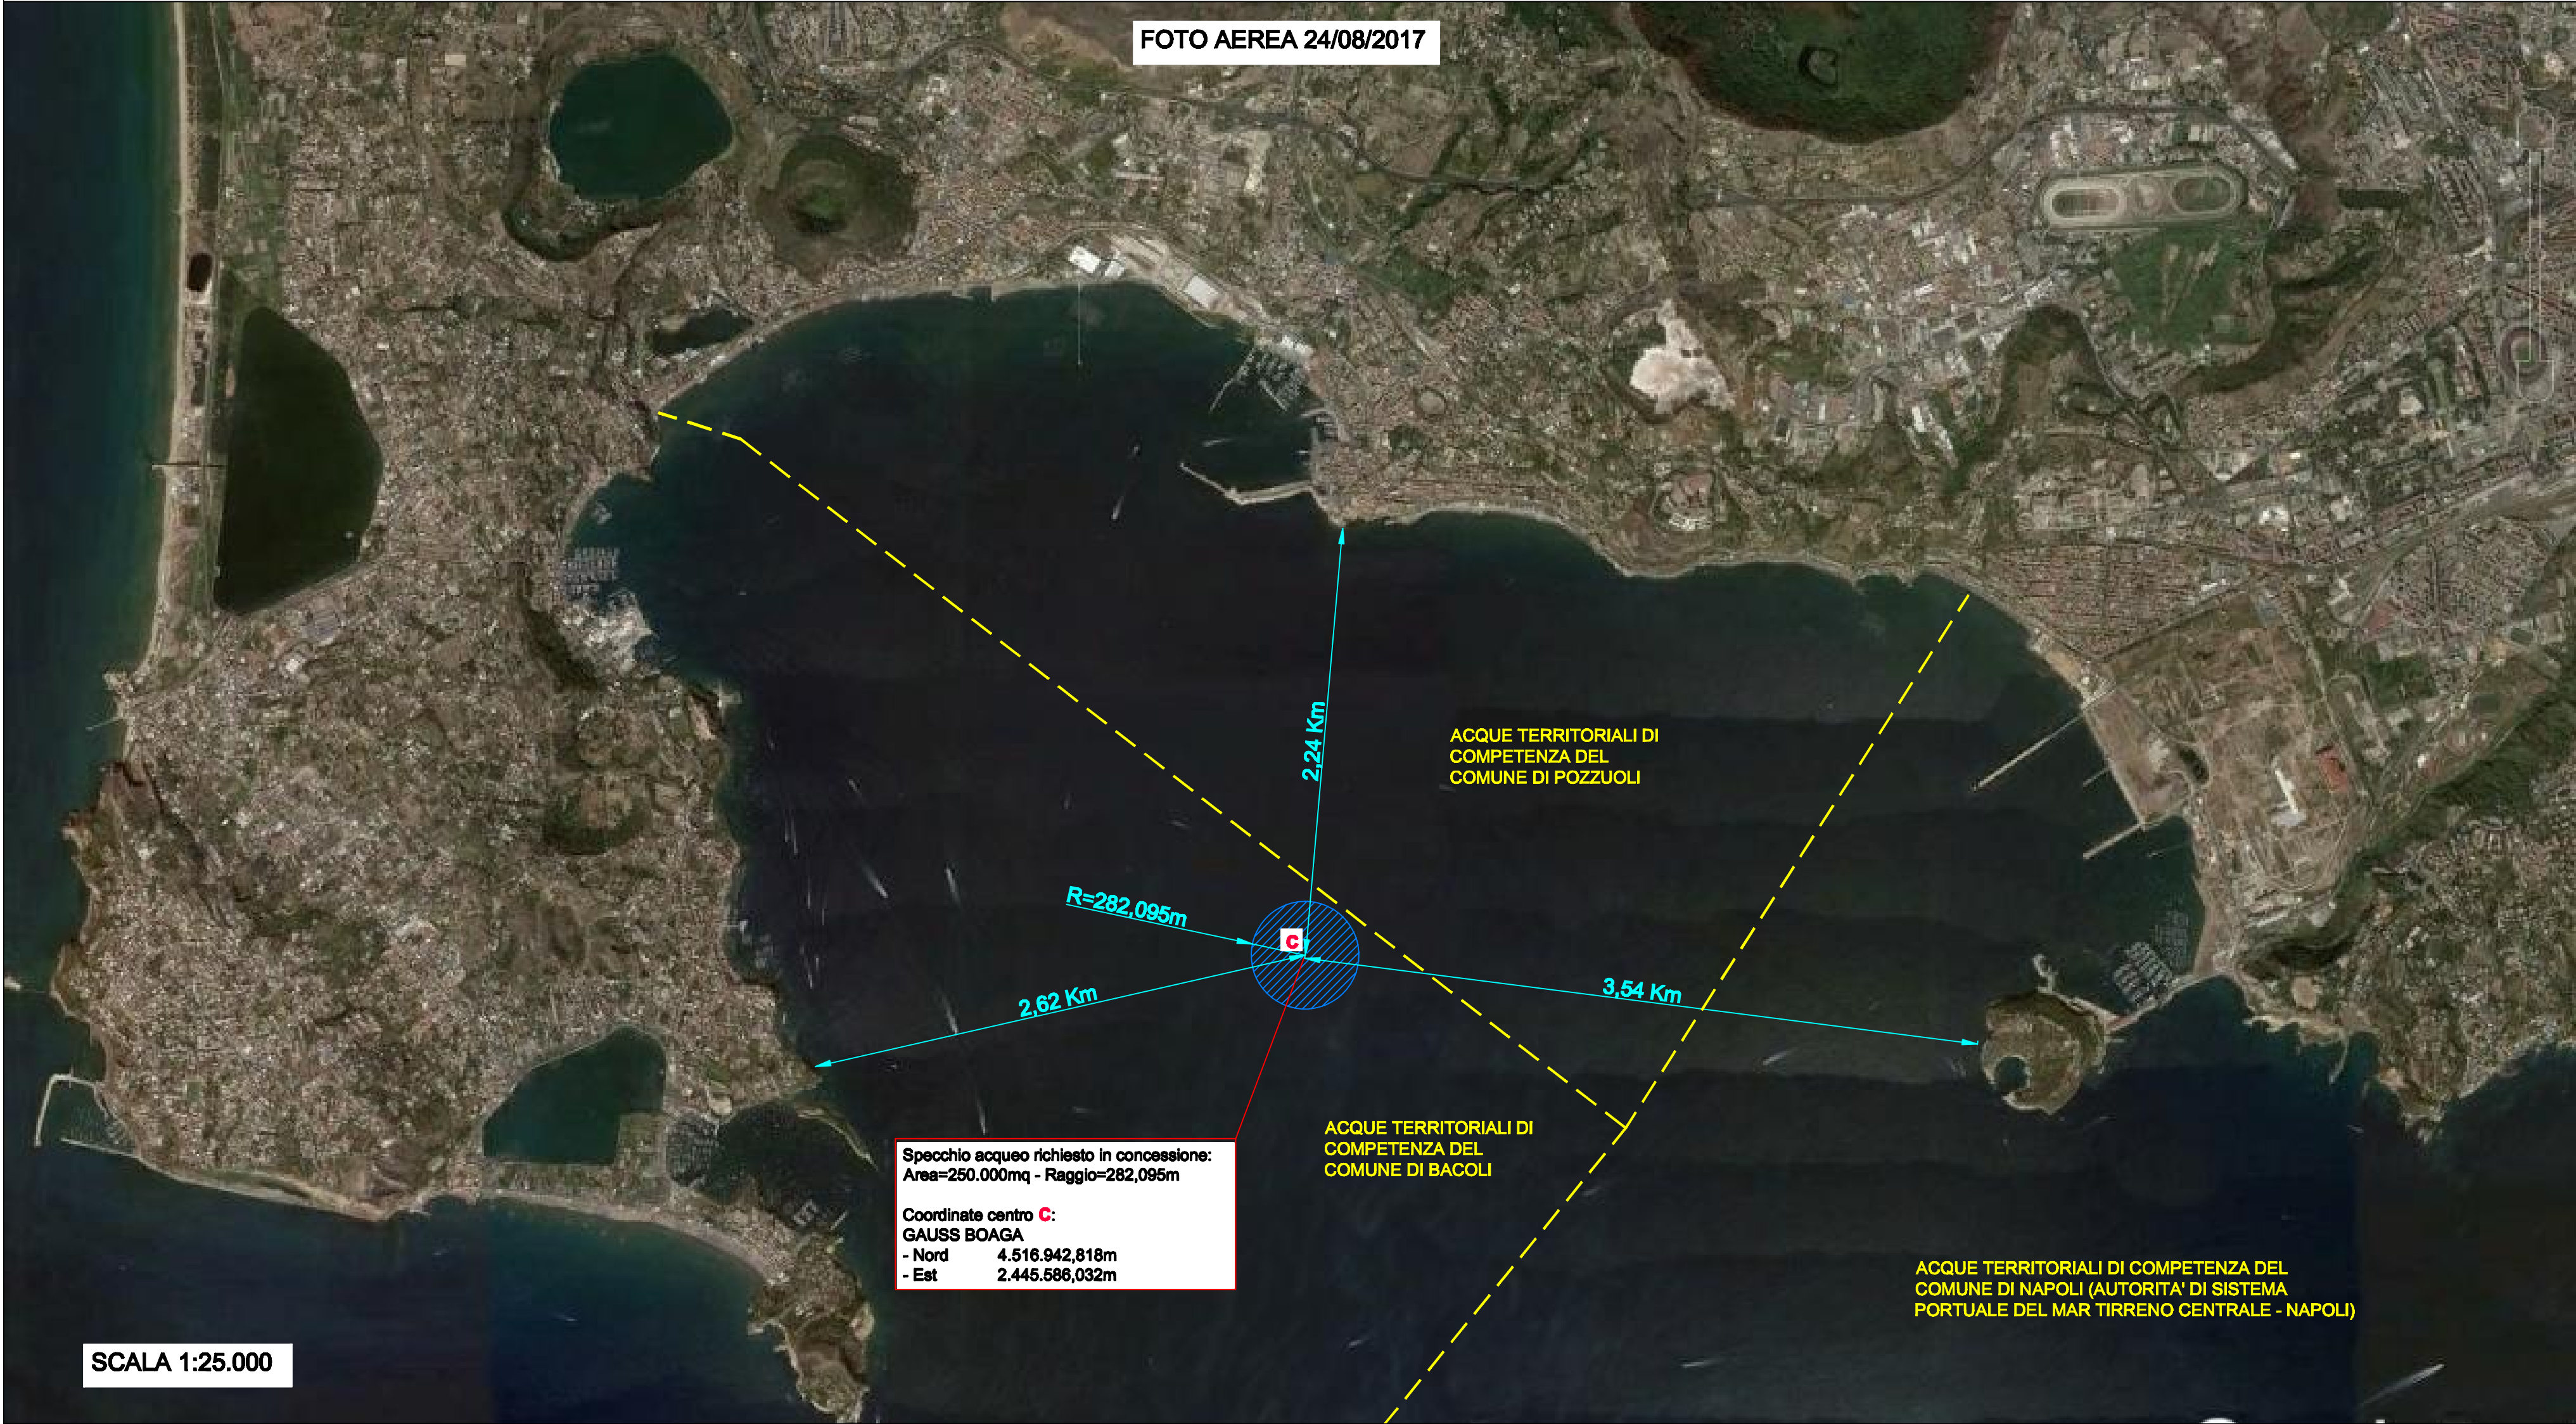 FOTO AEREA 24/08/2017
2,24 Km
ACQUE TERRITORIALI DI
COMPETENZA DEL
COMUNE DI POZZUOLI
R=282,095m
C
2,62 Km
3,54 Km
ACQUE TERRITORIALI DI
COMPETENZA DEL
COMUNE DI BACOLI
Specchio acqueo richiesto in concessione:
Area=250.000mq - Raggio=282,095m
Coordinate centro C:
GAUSS BOAGA
- Nord 4.516.942,818m
- Est 2.445.586,032m
ACQUE TERRITORIALI DI COMPETENZA DEL
COMUNE DI NAPOLI (AUTORITA' DI SISTEMA
PORTUALE DEL MAR TIRRENO CENTRALE - NAPOLI)
SCALA 1:25.000